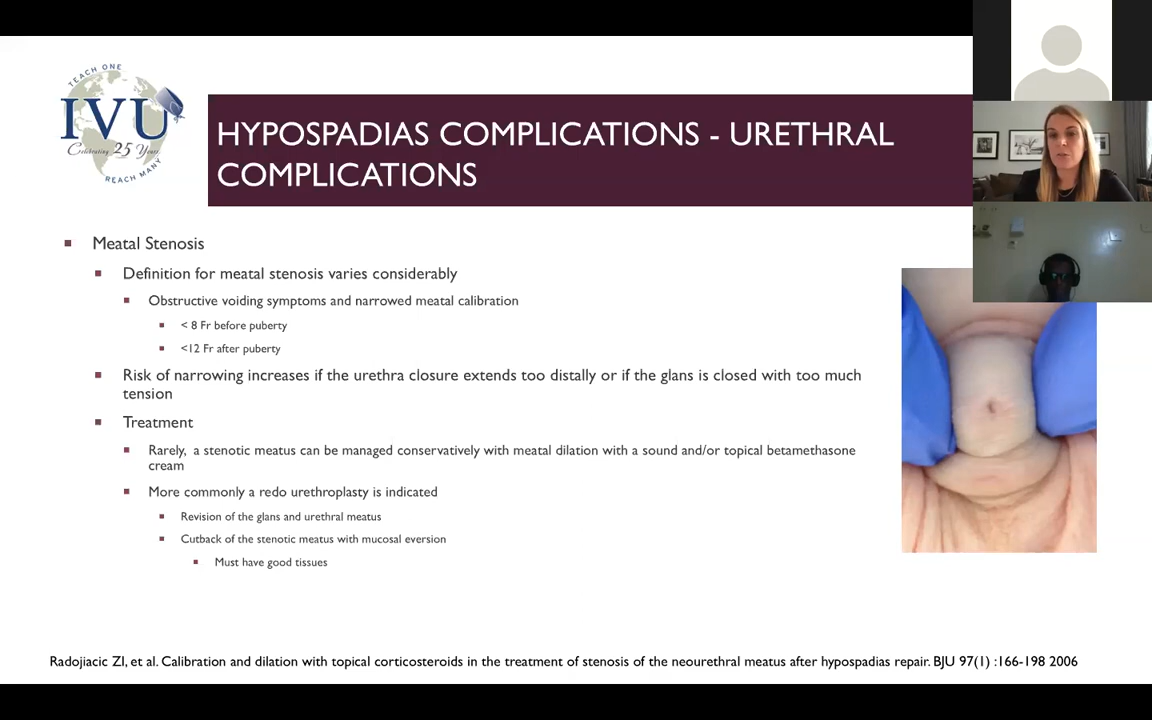 TEACH ONE
IVU
Celebrating 25 Years
REACH MANY
HYPOSPADIAS COMPLICATIONS - URETHRAL
COMPLICATIONS
Meatal Stenosis
Definition for meatal stenosis varies considerably
Obstructive voiding symptoms and narrowed meatal calibration
< 8 Fr before puberty
<12 Fr after puberty
Risk of narrowing increases if the urethra closure extends too distally or if the glans is closed with too much
tension
Treatment
Rarely, a stenotic meatus can be managed conservatively with meatal dilation with a sound and/or topical betamethasone
cream
More commonly a redo urethroplasty is indicated
Revision of the glans and urethral meatus
Cutback of the stenotic meatus with mucosal eversion
Must have good tissues
Radojiacic ZI, et al. Calibration and dilation with topical corticosteroids in the treatment of stenosis of the neourethral meatus after hypospadias repair. BJU 97(1) :166-198 2006